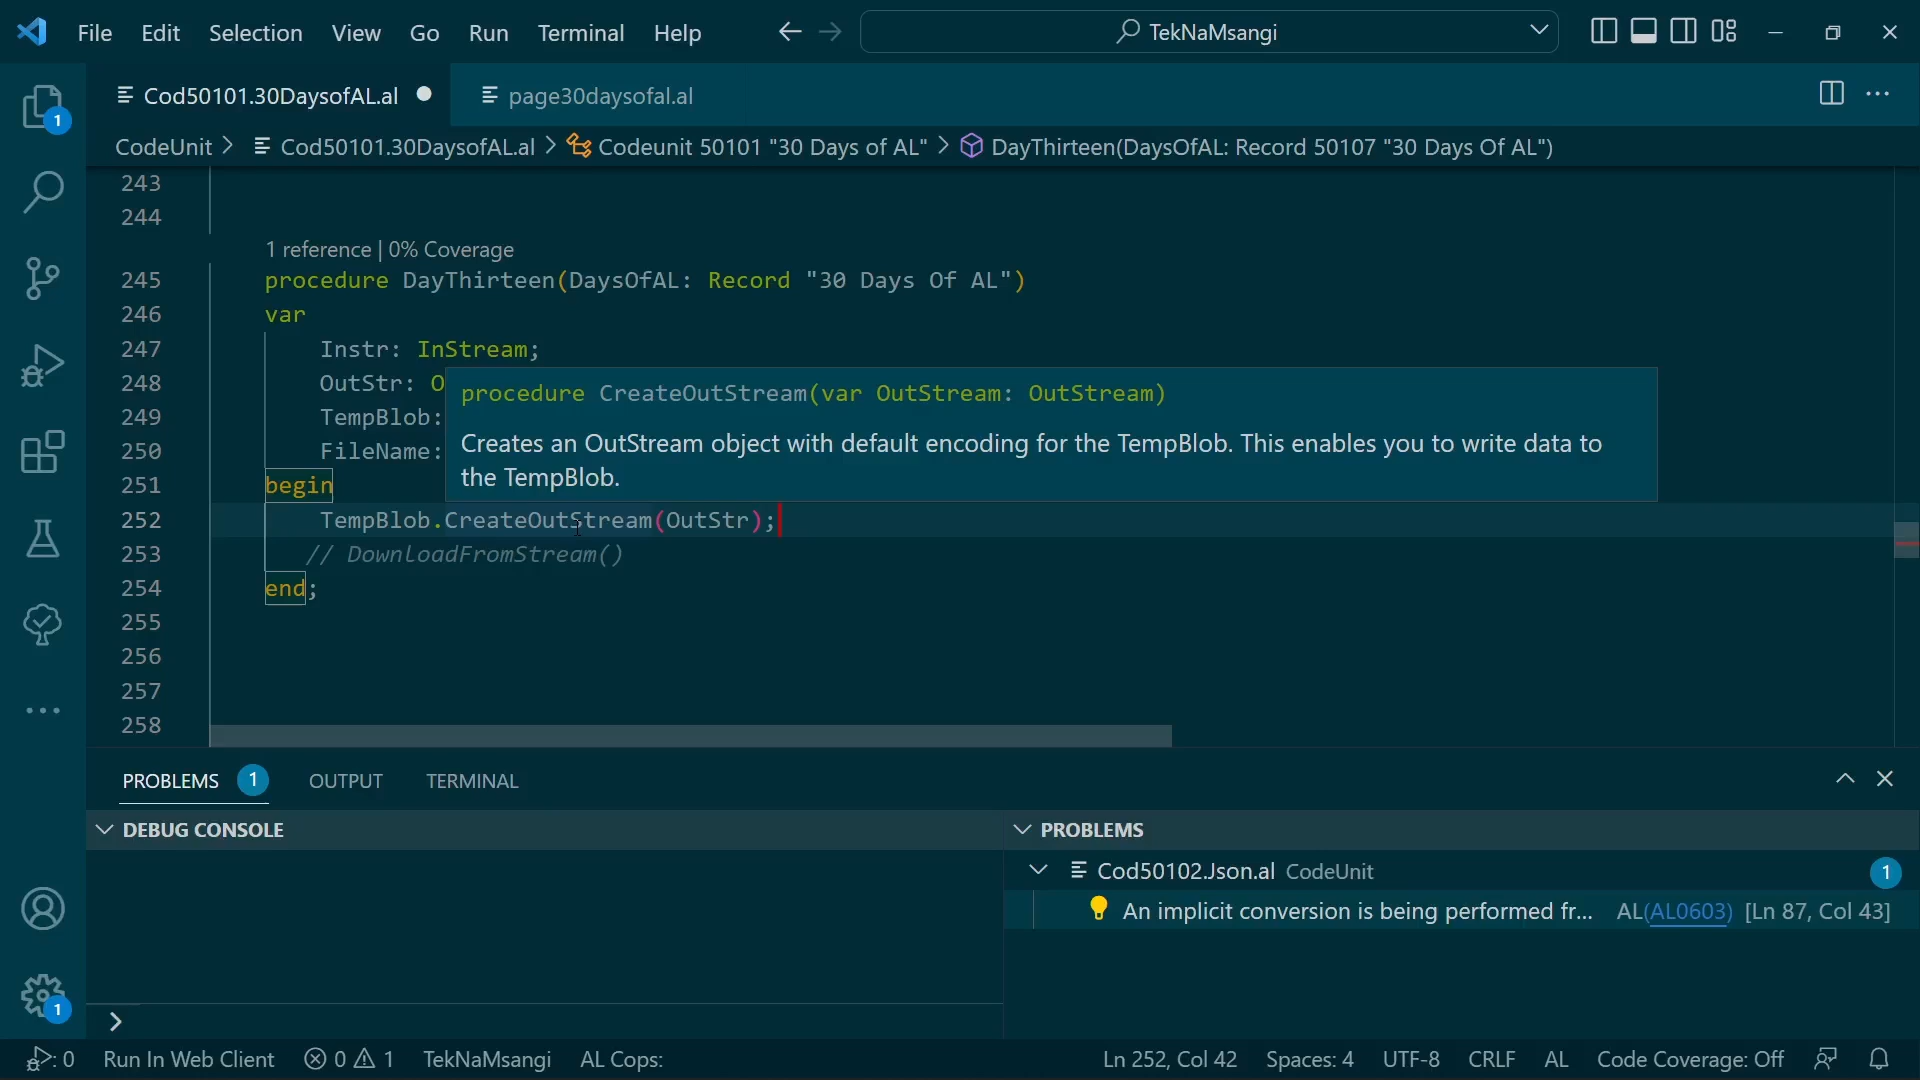 File Edit Selection View Go Run Terminal Help TekNaMsangi
1
Cod50101.30DaysofAL.al page30daysofal.al
CodeUnit > Cod50101.30DaysofAL.al > Codeunit 50101 "30 Days of AL" > DayThirteen(DaysOfAL: Record 50107 "30 Days Of AL")
243
244
1 reference | 0% Coverage
245 procedure DayThirteen(DaysOfAL: Record "30 Days Of AL")
246 var
247 Instr: InStream;
248 OutStr: O
249 TempBlob:
250 FileName:
procedure CreateOutStream(var OutStream: OutStream)
Creates an OutStream object with default encoding for the TempBlob. This enables you to write data to
the TempBlob.
251 begin
252 TempBlob.CreateOutStream(OutStr);
253 // DownloadFromStream()
254 end;
255
256
257
258
PROBLEMS 1 OUTPUT TERMINAL
DEBUG CONSOLE
PROBLEMS
Cod50102.Json.al CodeUnit 1
An implicit conversion is being performed fr... AL(AL0603) [Ln 87, Col 43]
1
: 0 Run In Web Client 0 1 TekNaMsangi AL Cops: Ln 252, Col 42 Spaces: 4 UTF-8 CRLF AL Code Coverage: Off